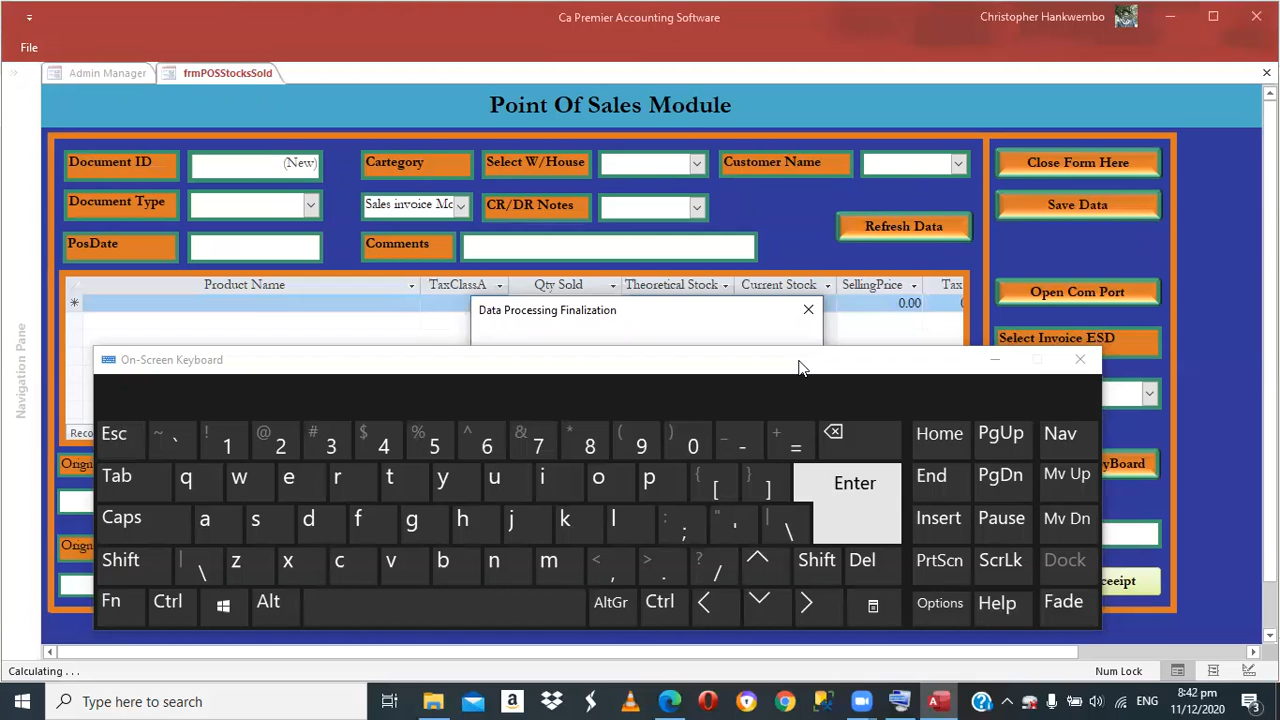 Ca Premier Accounting Software
Christopher Hankwembo
File
Admin Manager
frmPOSStocksSold
Point Of Sales Module
Document ID
(New)
Cartegory
Select W/House
Customer Name
Close Form Here
Document Type
Sales invoice Mc
CR/DR Notes
Save Data
Refresh Data
PosDate
Comments
Product Name
TaxClassA
Qty Sold
Theoretical Stock
Current Stock
SellingPrice
Tax
0.00
Open Com Port
Data Processing Finalization
Select Invoice ESD
Navigation Pane
On-Screen Keyboard
Reco
Esc ~ ` ! 1 @ 2 # 3 $ 4 % 5 ^ 6 & 7 * 8 ( 9 ) 0 _ - + = Home PgUp Nav
Tab q w e r t y u i o p { [ } ] Enter End PgDn Mv Up
Caps a s d f g h j k l : ; " ' | \ Insert Pause Mv Dn
Shift | \ z x c v b n m < , > . ? / Shift Del PrtScn ScrLk Dock
Fn Ctrl Alt AltGr Ctrl Options Help Fade
Orign
yBoard
Orign
ceeipt
Calculating . . .
Num Lock
Type here to search
ENG
8:42 pm
11/12/2020
3